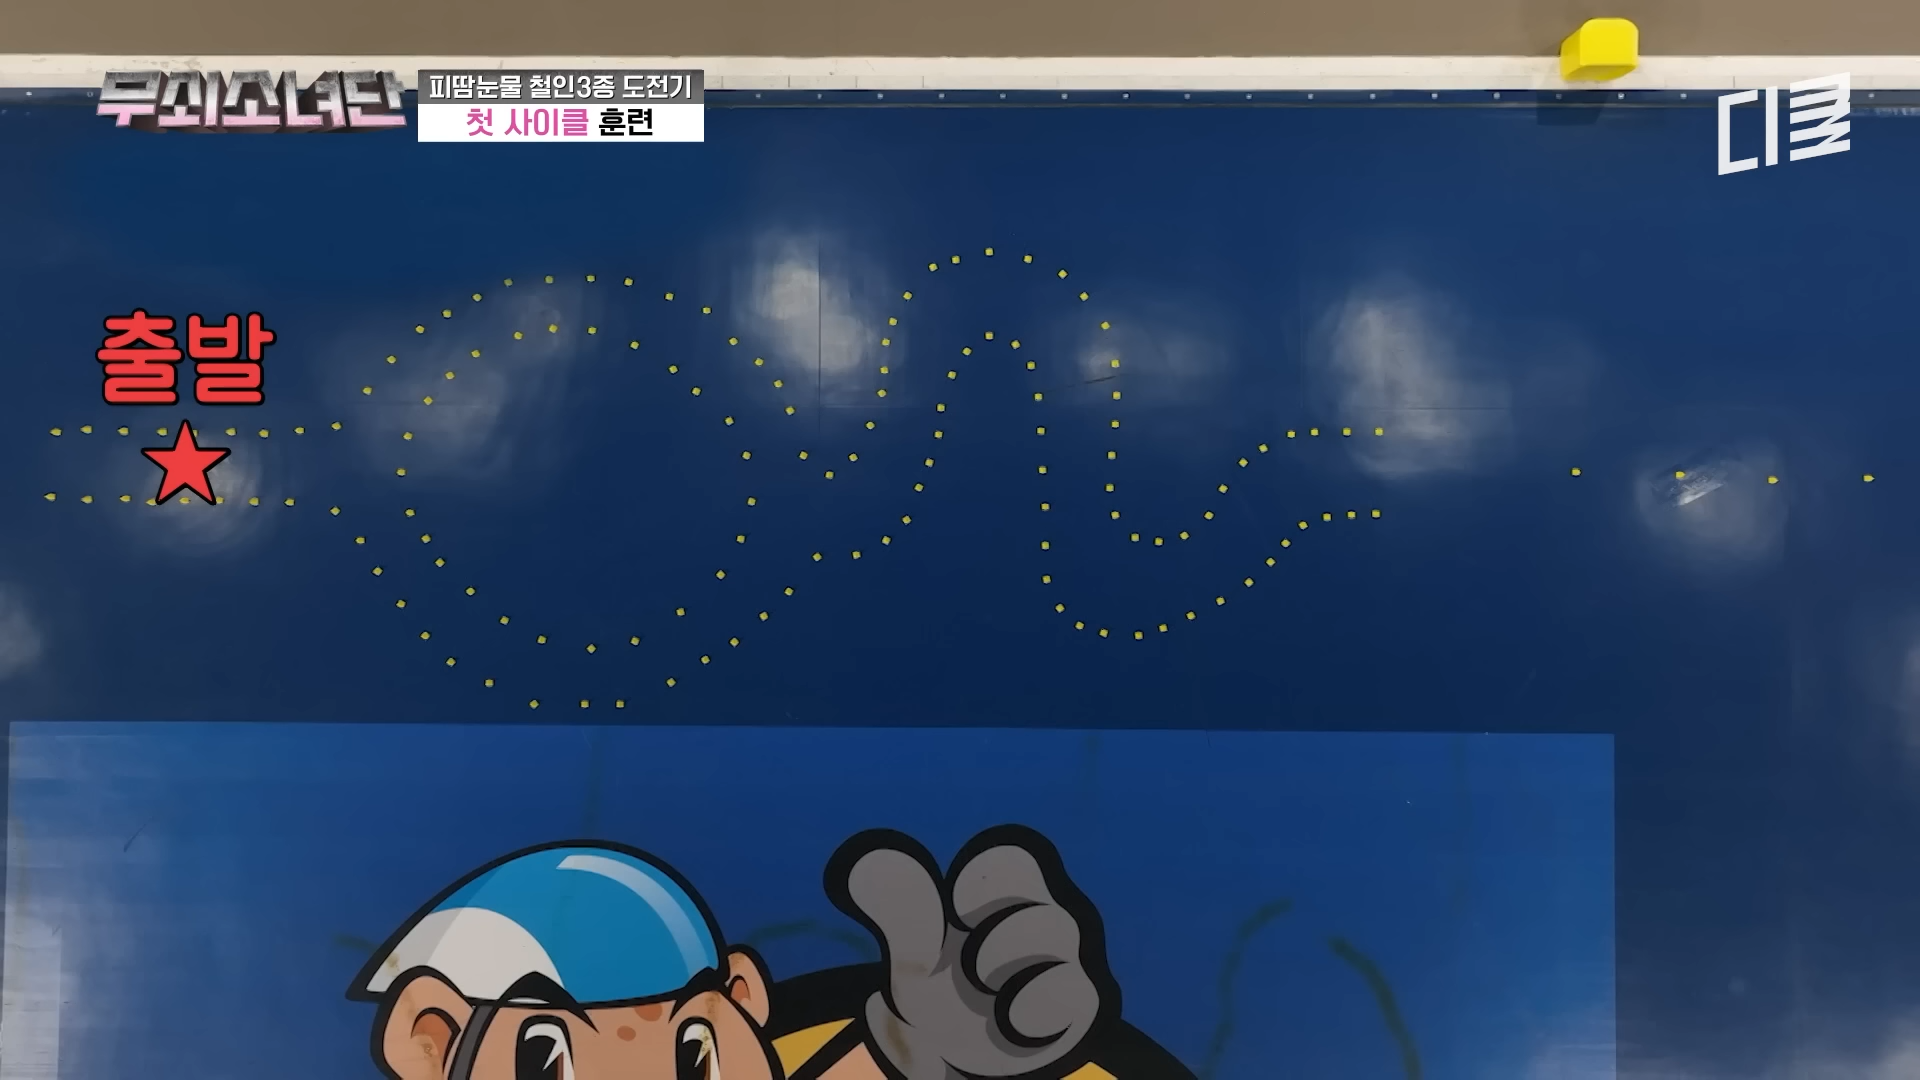 무쇠소녀단
피땀눈물 철인3종 도전기
첫 사이클 훈련
디글
출발